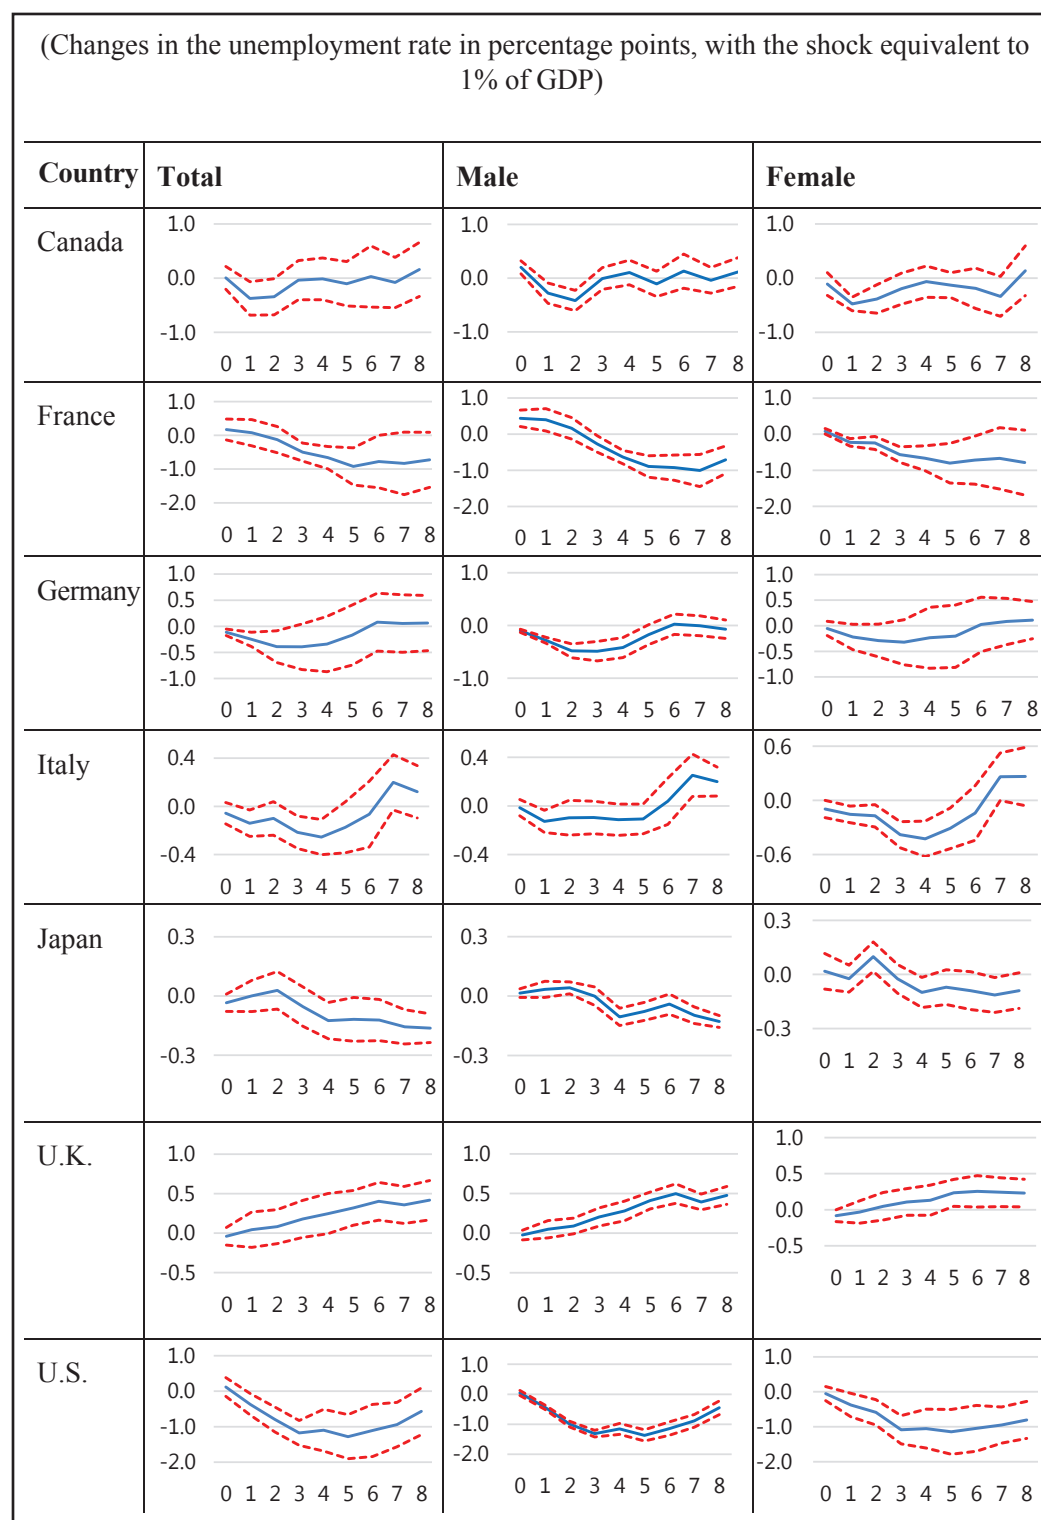 (Changes in the unemployment rate in percentage points, with the shock equivalent to
1% of GDP)
Country Total Male Female
Canada
1.0
0.0
-1.0
0 1 2 3 4 5 6 7 8
1.0
0.0
-1.0
0 1 2 3 4 5 6 7 8
1.0
0.0
-1.0
0 1 2 3 4 5 6 7 8
France
1.0
0.0
-1.0
-2.0
0 1 2 3 4 5 6 7 8
1.0
0.0
-1.0
-2.0
0 1 2 3 4 5 6 7 8
1.0
0.0
-1.0
-2.0
0 1 2 3 4 5 6 7 8
Germany
1.0
0.5
0.0
-0.5
-1.0
0 1 2 3 4 5 6 7 8
1.0
0.0
-1.0
0 1 2 3 4 5 6 7 8
1.0
0.5
0.0
-0.5
-1.0
0 1 2 3 4 5 6 7 8
Italy
0.4
0.0
-0.4
0 1 2 3 4 5 6 7 8
0.4
0.0
-0.4
0 1 2 3 4 5 6 7 8
0.6
0.0
-0.6
0 1 2 3 4 5 6 7 8
Japan
0.3
0.0
-0.3
0 1 2 3 4 5 6 7 8
0.3
0.0
-0.3
0 1 2 3 4 5 6 7 8
0.3
0.0
-0.3
0 1 2 3 4 5 6 7 8
U.K.
1.0
0.5
0.0
-0.5
0 1 2 3 4 5 6 7 8
1.0
0.5
0.0
-0.5
0 1 2 3 4 5 6 7 8
1.0
0.5
0.0
-0.5
0 1 2 3 4 5 6 7 8
U.S.
1.0
0.0
-1.0
-2.0
0 1 2 3 4 5 6 7 8
1.0
0.0
-1.0
-2.0
0 1 2 3 4 5 6 7 8
1.0
0.0
-1.0
-2.0
0 1 2 3 4 5 6 7 8